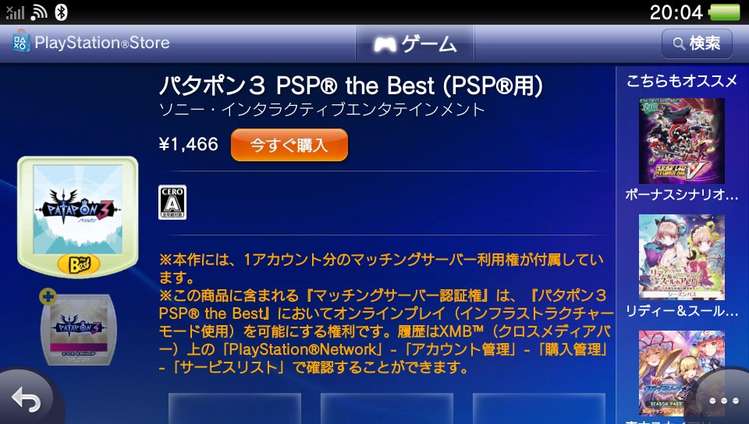 20:04
PlayStation®Store
ゲーム
検索
パタポン3 PSP® the Best (PSP®用)
ソニー・インタラクティブエンタテインメント
¥1,466
今すぐ購入
CERO
A
PATAPON 3
Best
※本作には、1アカウント分のマッチングサーバー利用権が付属しています。
※この商品に含まれる『マッチングサーバー認証権』は、『パタポン3
PSP® the Best』においてオンラインプレイ（インフラストラクチャー
モード使用）を可能にする権利です。履歴はXMB™（クロスメディアバ
ー）上の「PlayStation®Network」-「アカウント管理」-「購入管理」
-「サービスリスト」で確認することができます。
PATAPON 3
こちらもオススメ
ボーナスシナリオ...
リディー＆スール...
SEASON PASS